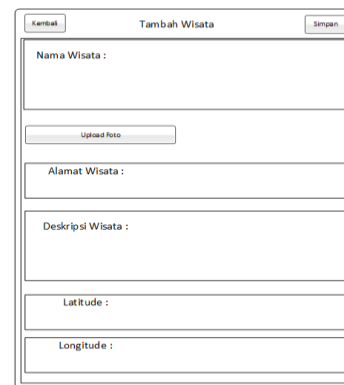 Kembali Tambah Wisata Simpan
Nama Wisata :
Upload Foto
Alamat Wisata :
Deskripsi Wisata :
Latitude :
Longitude :